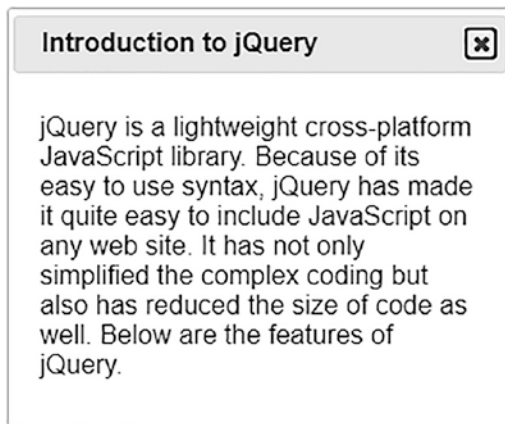 Introduction to jQuery
jQuery is a lightweight cross-platform
JavaScript library. Because of its
easy to use syntax, jQuery has made
it quite easy to include JavaScript on
any web site. It has not only
simplified the complex coding but
also has reduced the size of code as
well. Below are the features of
jQuery.